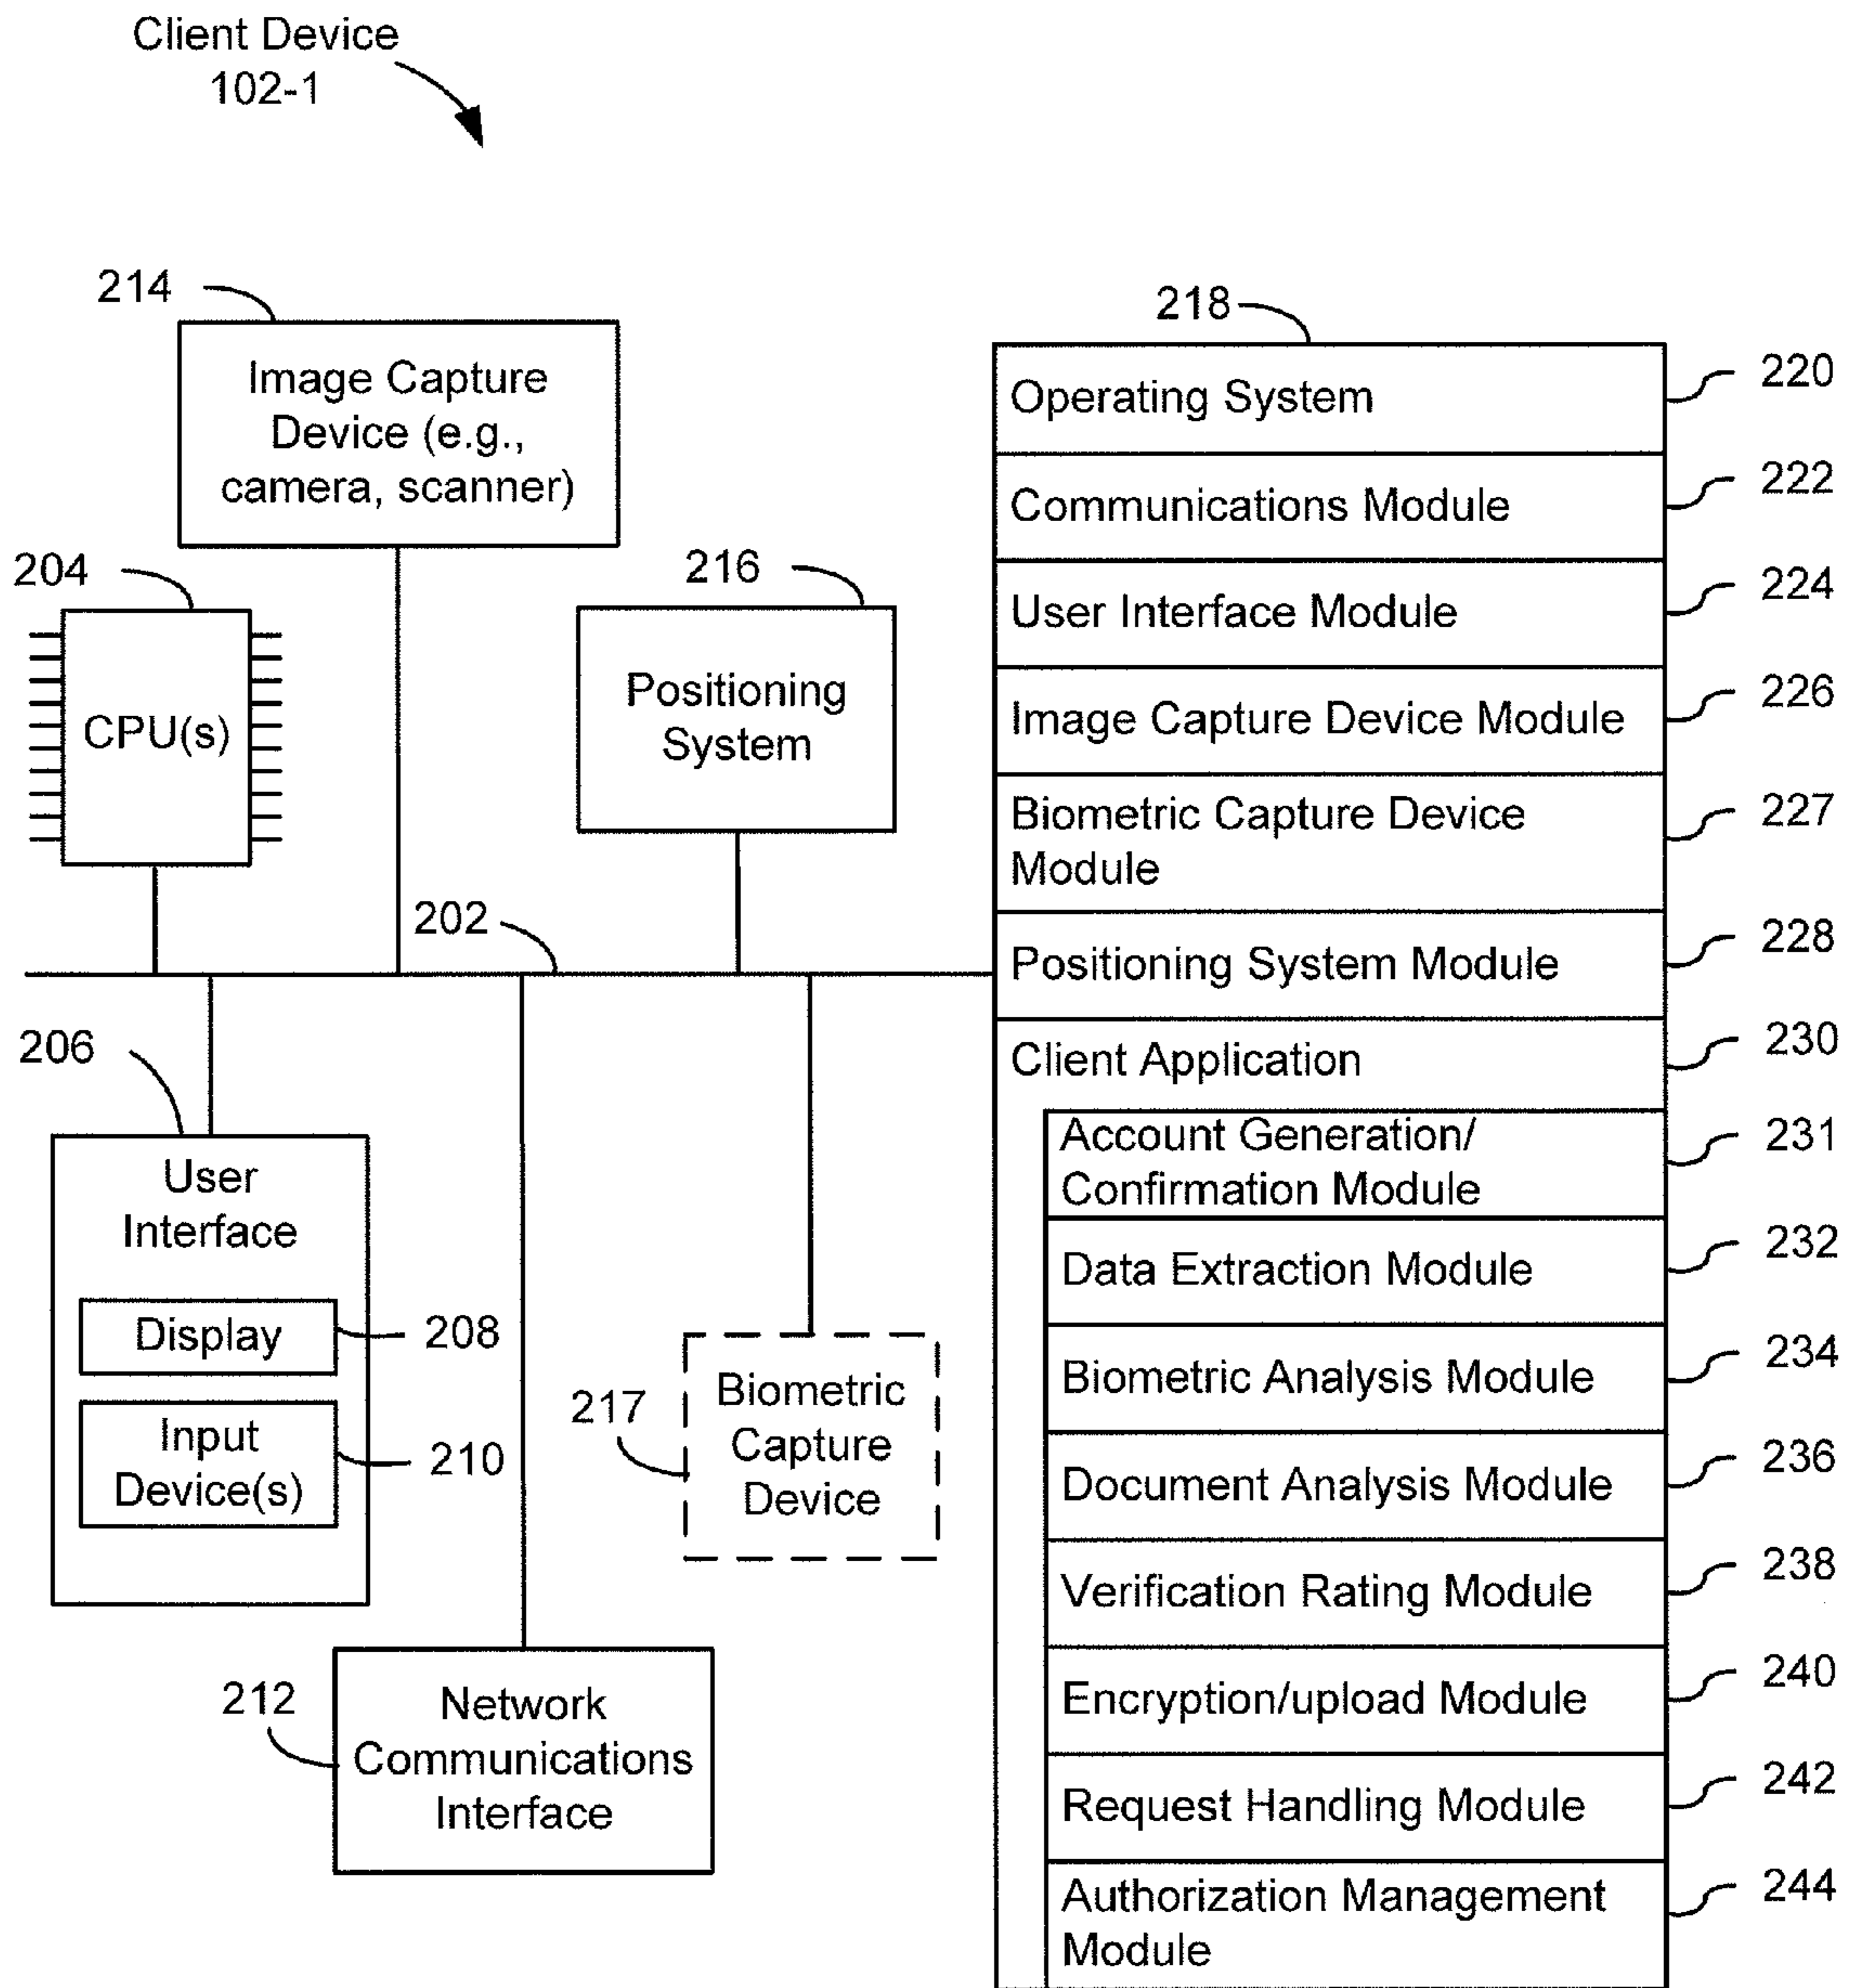 Client Device
102-1
214
Image Capture
Device (e.g.,
camera, scanner)
204
CPU(s)
216
Positioning
System
202
206
User
Interface
Display
208
Input
Device(s)
210
217
Biometric
Capture
Device
212
Network
Communications
Interface
218
Operating System
220
Communications Module
222
User Interface Module
224
Image Capture Device Module
226
Biometric Capture Device
Module
227
Positioning System Module
228
Client Application
230
Account Generation/
Confirmation Module
231
Data Extraction Module
232
Biometric Analysis Module
234
Document Analysis Module
236
Verification Rating Module
238
Encryption/upload Module
240
Request Handling Module
242
Authorization Management
Module
244